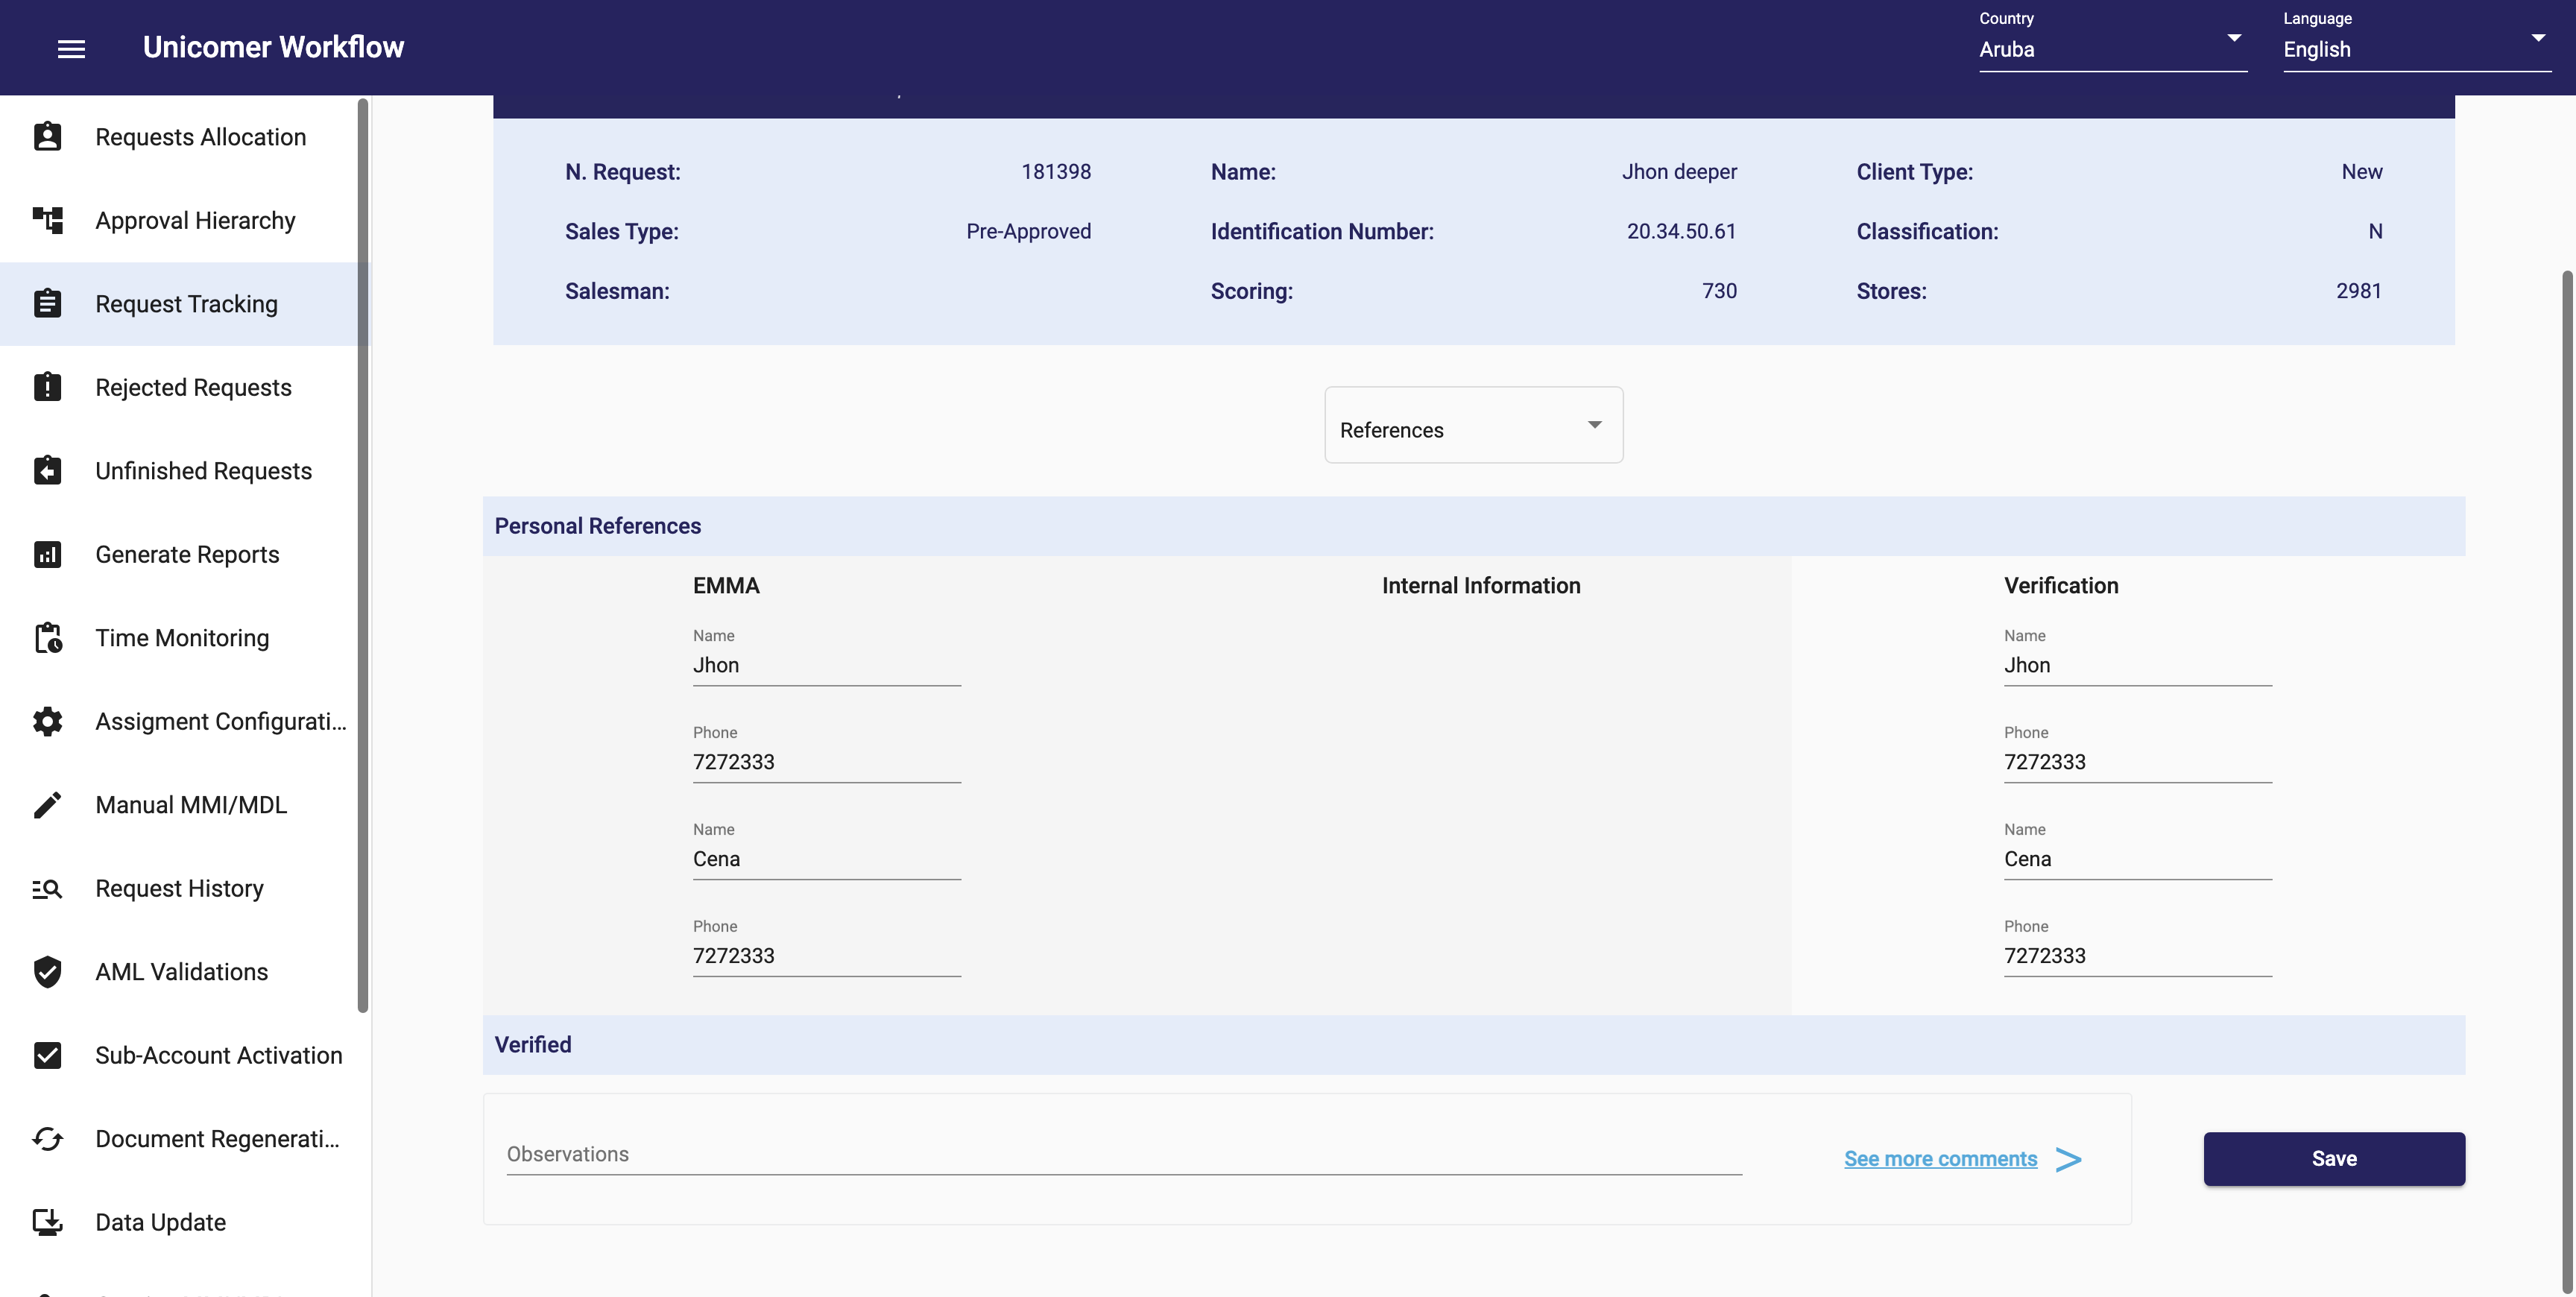 Unicomer Workflow
Country
Aruba
Language
English
Requests Allocation
Approval Hierarchy
Request Tracking
Rejected Requests
Unfinished Requests
Generate Reports
Time Monitoring
Assigment Configurati...
Manual MMI/MDL
Request History
AML Validations
Sub-Account Activation
Document Regenerati...
Data Update
N. Request: 181398 Name: Jhon deeper Client Type: New
Sales Type: Pre-Approved Identification Number: 20.34.50.61 Classification: N
Salesman: Scoring: 730 Stores: 2981
References
Personal References
EMMA Internal Information Verification
Name Name
Jhon Jhon
Phone Phone
7272333 7272333
Name Name
Cena Cena
Phone Phone
7272333 7272333
Verified
Observations See more comments > Save